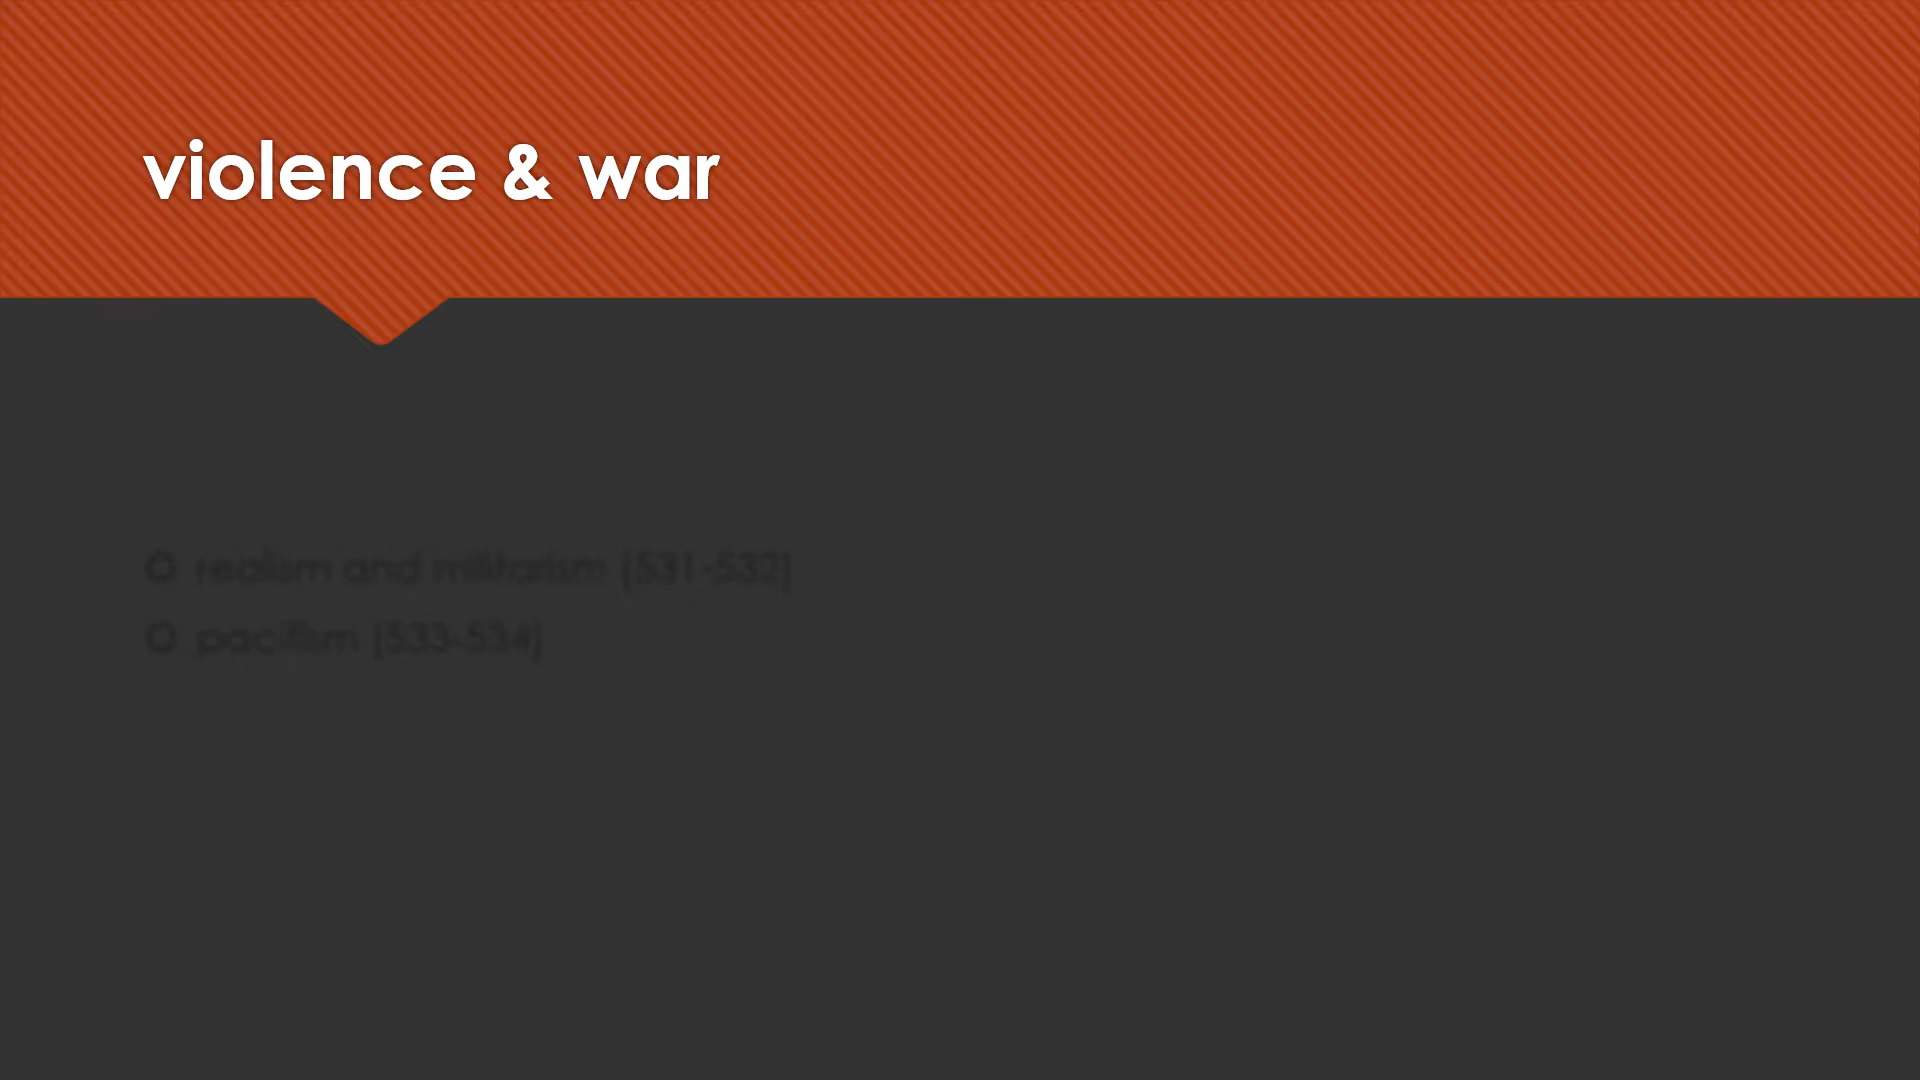 violence & war
realism and militarism (531-532)
pacifism (533-534)